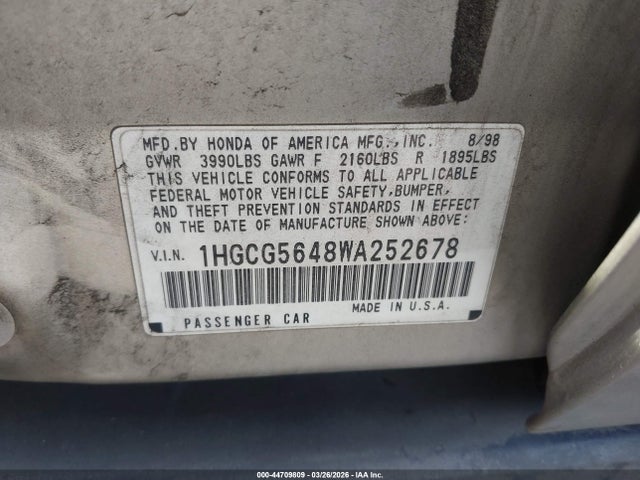 MFD.BY HONDA OF AMERICA MFG.,INC. 8/98
GVWR 3990LBS GAWR F 2160LBS R 1895LBS
THIS VEHICLE CONFORMS TO ALL APPLICABLE
FEDERAL MOTOR VEHICLE SAFETY,BUMPER,
AND THEFT PREVENTION STANDARDS IN EFFECT
ON THE DATE OF MANUFACTURE SHOWN ABOVE.
V.I.N. 1HGCG5648WA252678
MADE IN U.S.A.
PASSENGER CAR
000-44709809 - 03/26/2026 - IAA Inc.